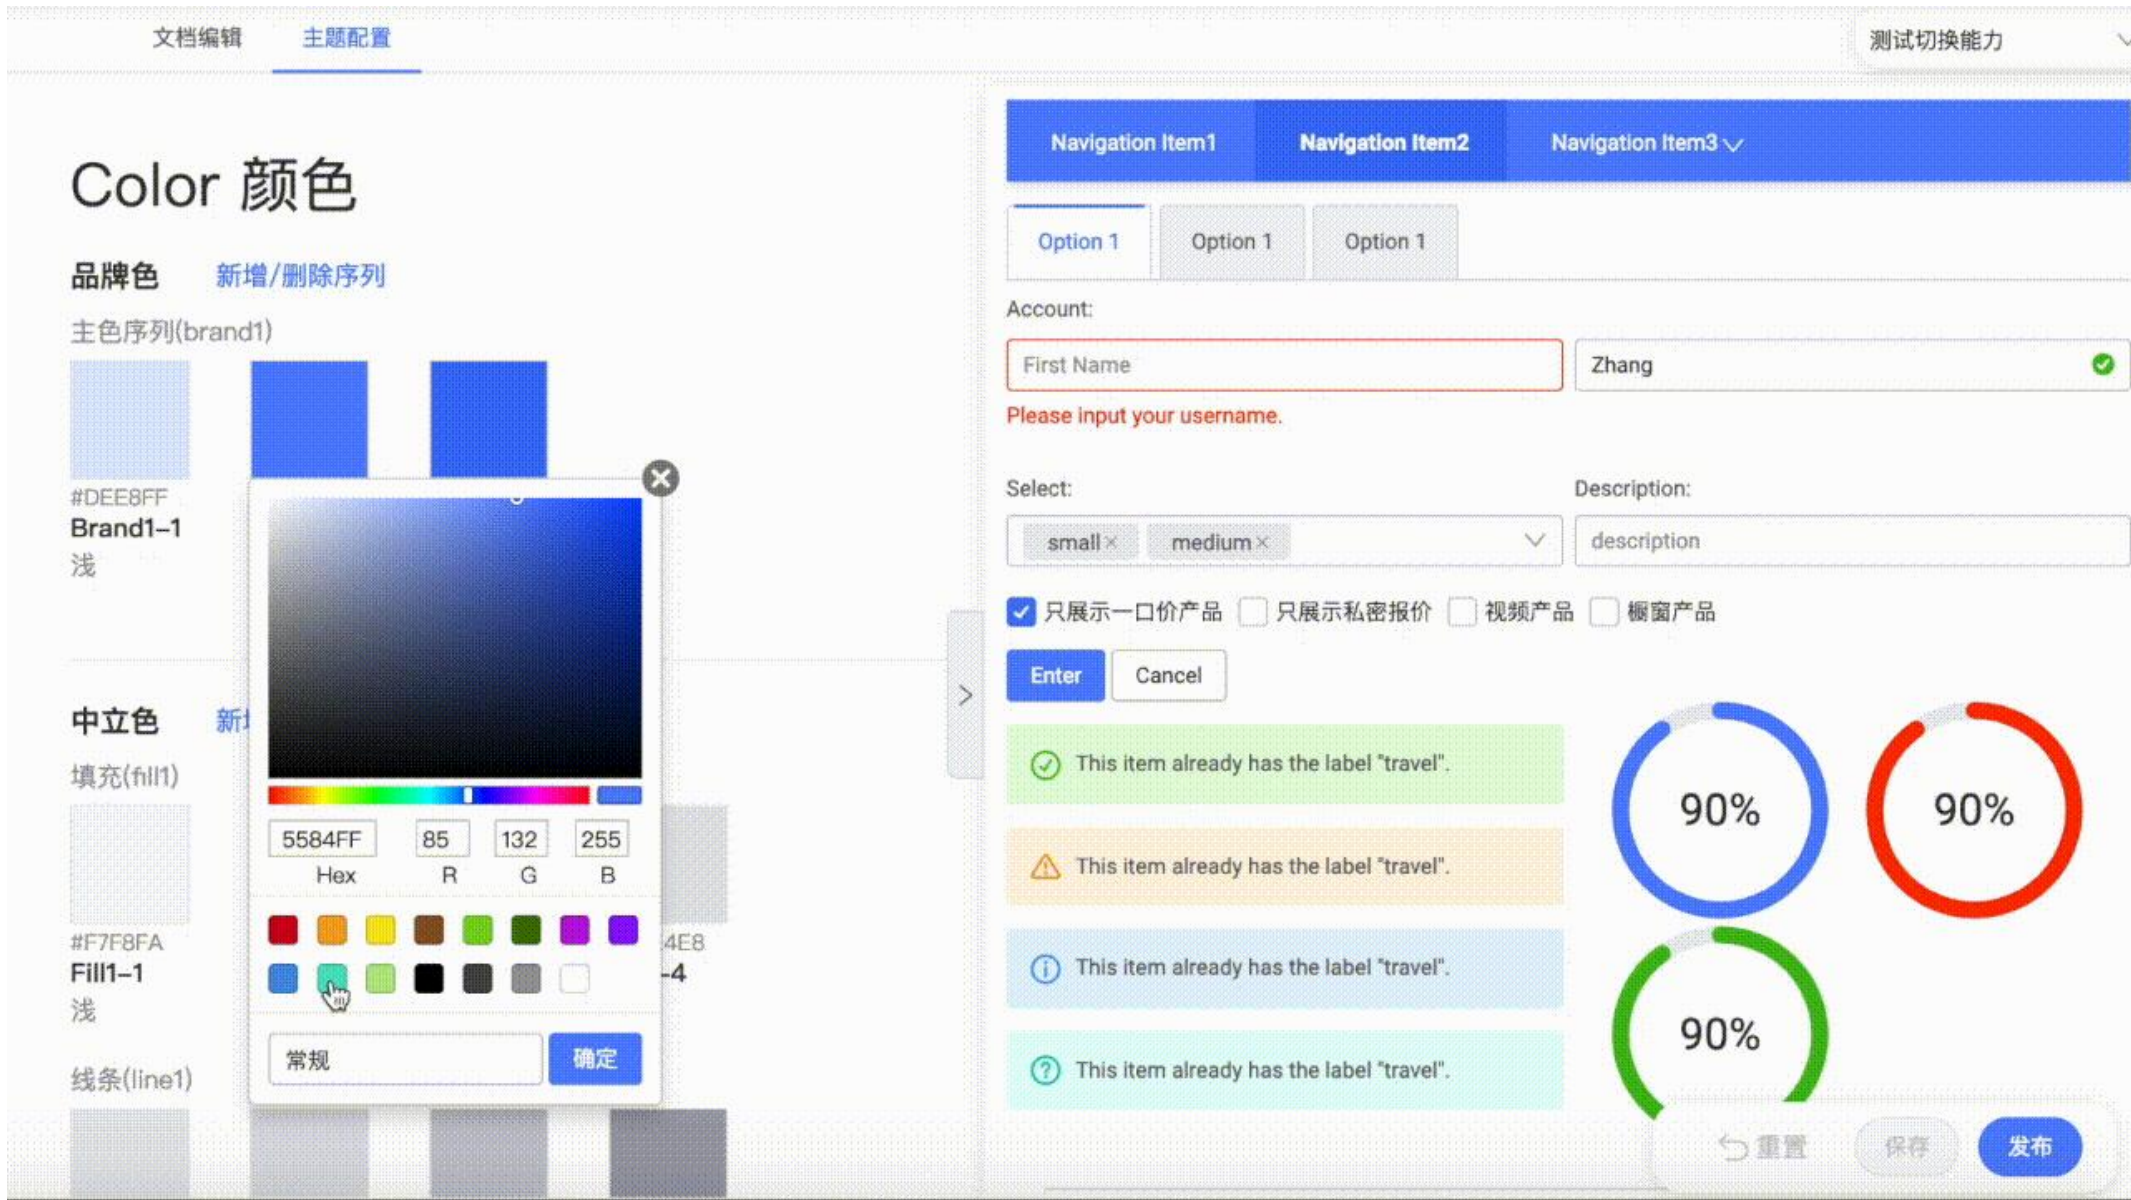 文档编辑
主题配置
测试切换能力
Color 颜色
品牌色
新增/删除序列
主色序列(brand1)
#DEE8FF
Brand1-1
浅
5584FF
85
132
255
Hex
R
G
B
常规
确定
中立色
填充(fill1)
#F7F8FA
Fill1-1
浅
4E8
-4
线条(line1)
Navigation Item1
Navigation Item2
Navigation Item3
Option 1
Option 1
Option 1
Account:
First Name
Zhang
Please input your username.
Select:
Description:
small×
medium×
description
只展示一口价产品
只展示私密报价
视频产品
橱窗产品
Enter
Cancel
This item already has the label "travel".
This item already has the label "travel".
This item already has the label "travel".
This item already has the label "travel".
90%
90%
90%
重置
保存
发布